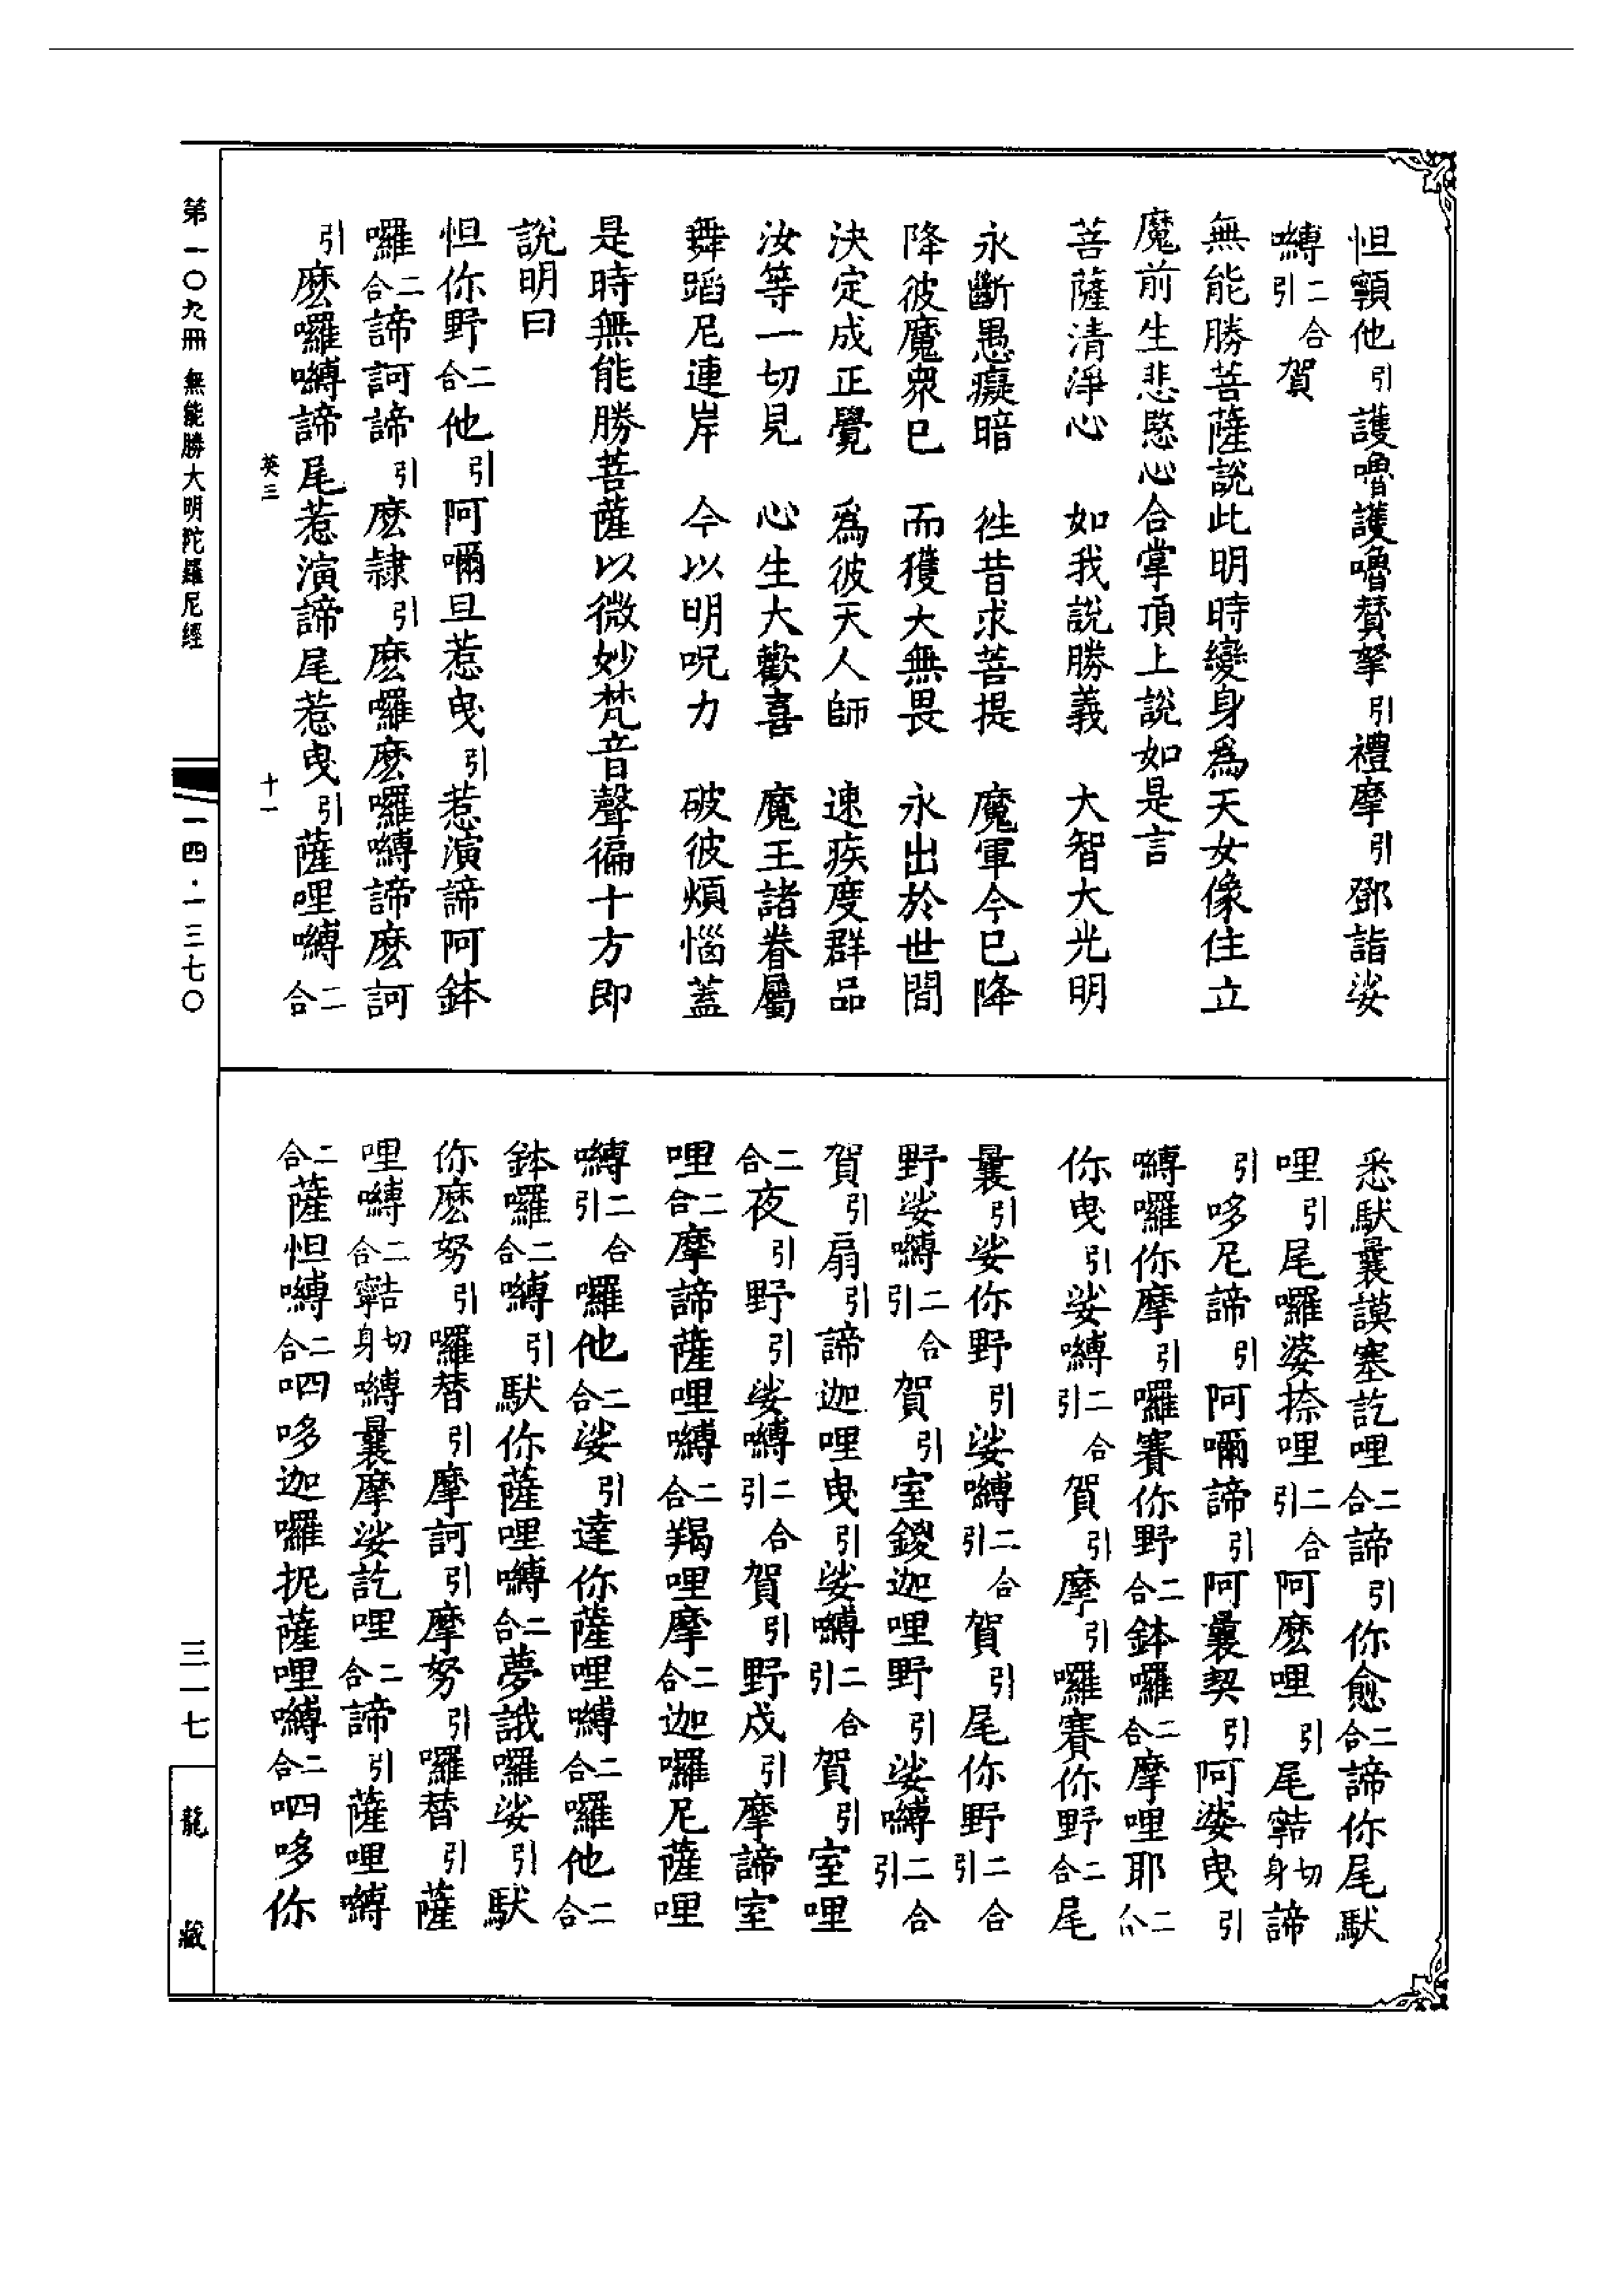 怛顐他引護嚕護嚕賛拏引禮摩引鄧詣娑
嚩二合引賀
無能勝菩薩說此明時變身爲天女像住立
魔前生悲愍心合掌頂上說如是言
菩薩清淨心　如我說勝義　大智大光明
永斷愚癡暗　徃昔求菩提　魔軍今已降
降彼魔衆已　而獲大無畏　永出於世間
決定成正覺　爲彼天人師　速疾度群品
汝等一切見　心生大歡喜　魔王諸眷屬
舞蹈尼連岸　今以明呪力　破彼煩惱蓋
是時無能勝菩薩以微妙梵音聲徧十方即
說明曰
怛你野二合他引阿嚩旦惹曳引惹演諦阿鉢
囉二合諦訶諦引麽隸引麽囉麽囉嚩諦麽訶
引麽囉嚩諦尾惹演諦尾惹曳引薩哩嚩二合
英三　十一
悉馱曩謨塞訖哩二合諦引你愈二合諦你尾馱
哩引尾囉婆捺哩二合引阿麽哩引尾寧吉身切諦
引哆尼諦引阿嚩諦引阿曩契引阿娑曳引
嚩囉你摩引囉賽你野二合鉢囉二合摩哩耶二合
你曳引娑嚩二合引賀引摩引囉賽你野二合尾
曩引娑你野引娑嚩二合引賀引尾你野二合引
野娑嚩二合引賀引室鑁迦哩野引娑嚩二合引
賀引扇引諦迦哩曳引娑嚩二合引賀引室哩
二合夜引野引娑嚩二合引賀引野戍引摩諦室
哩二合摩諦薩哩嚩二合羯哩摩二合迦囉尼薩哩
嚩二合引囉他二合娑引達你薩哩嚩二合囉他二合
鉢囉二合嚩引馱你薩哩嚩二合夢誐囉娑引馱
你麽努引囉替引摩訶引摩努引囉替引薩
哩嚩二合寧吉身切嚩曩摩娑訖哩二合諦引薩哩嚩
二合薩怛嚩二合呬哆迦囉抳薩哩嚩二合呬哆你
第一〇九冊　無能勝大明陀羅尼經
一四·一三七〇
三一七
龍　藏